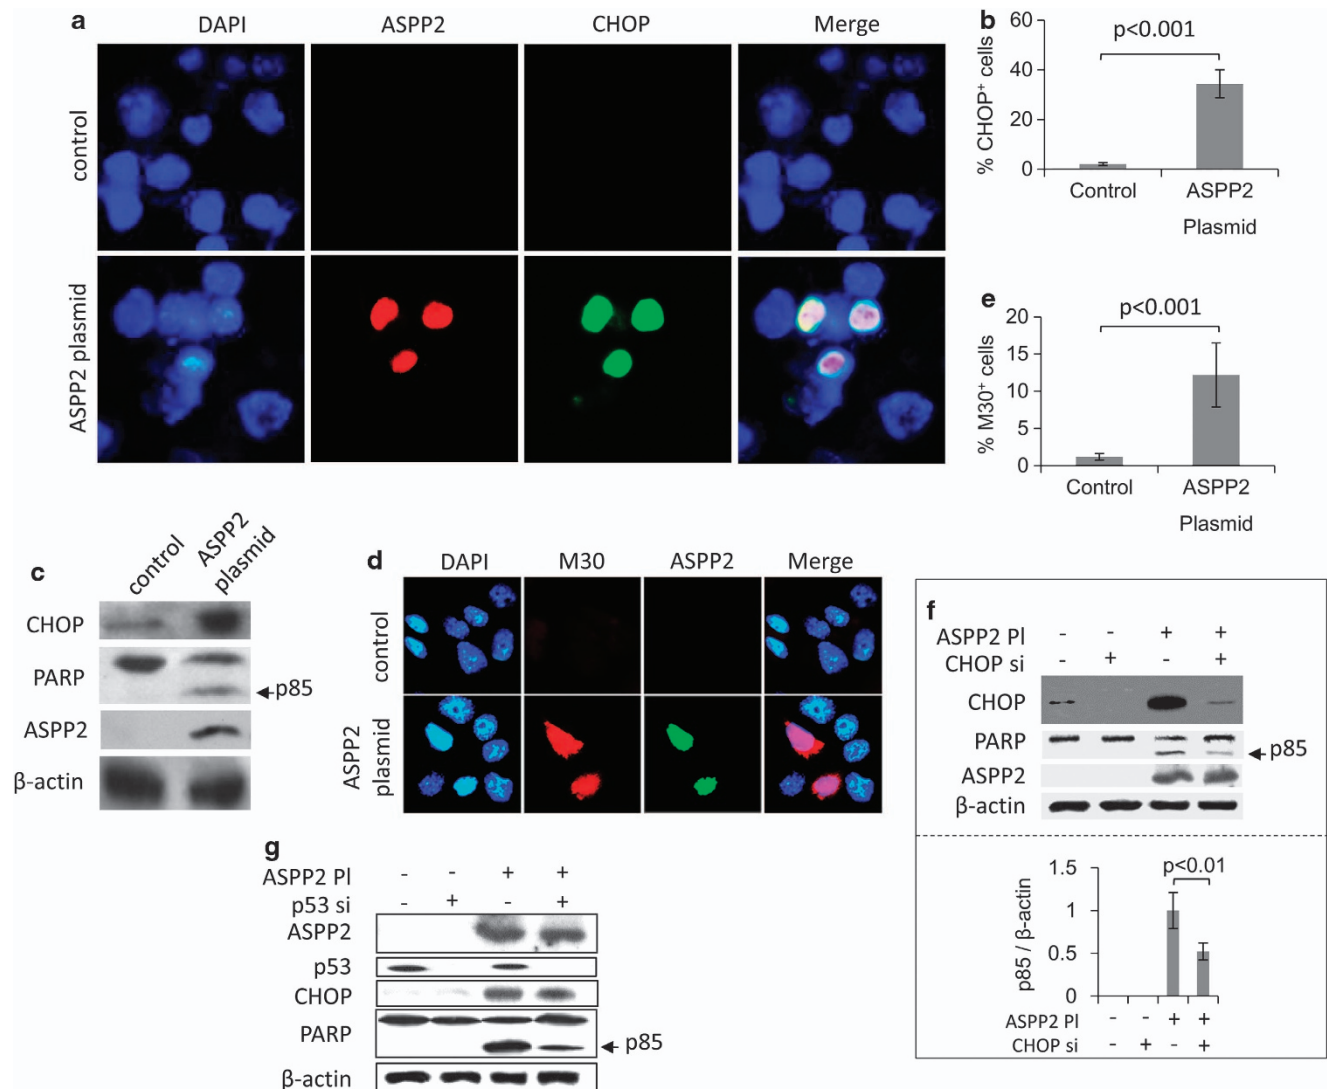 a
DAPI ASPP2 CHOP Merge
control
ASPP2 plasmid
b
p<0.001
% CHOP⁺ cells
60
40
20
0
Control ASPP2
Plasmid
e
p<0.001
% M30⁺ cells
20
15
10
5
0
Control ASPP2
Plasmid
c
control ASPP2 plasmid
CHOP
PARP
p85
ASPP2
β-actin
d
DAPI M30 ASPP2 Merge
control
ASPP2 plasmid
f
ASPP2 Pl - - + +
CHOP si - + - +
CHOP
PARP
p85
ASPP2
β-actin
p<0.01
p85 / β-actin
1.5
1
0.5
0
ASPP2 Pl - - + +
CHOP si - + - +
g
ASPP2 Pl - - + +
p53 si - + - +
ASPP2
p53
CHOP
PARP
p85
β-actin